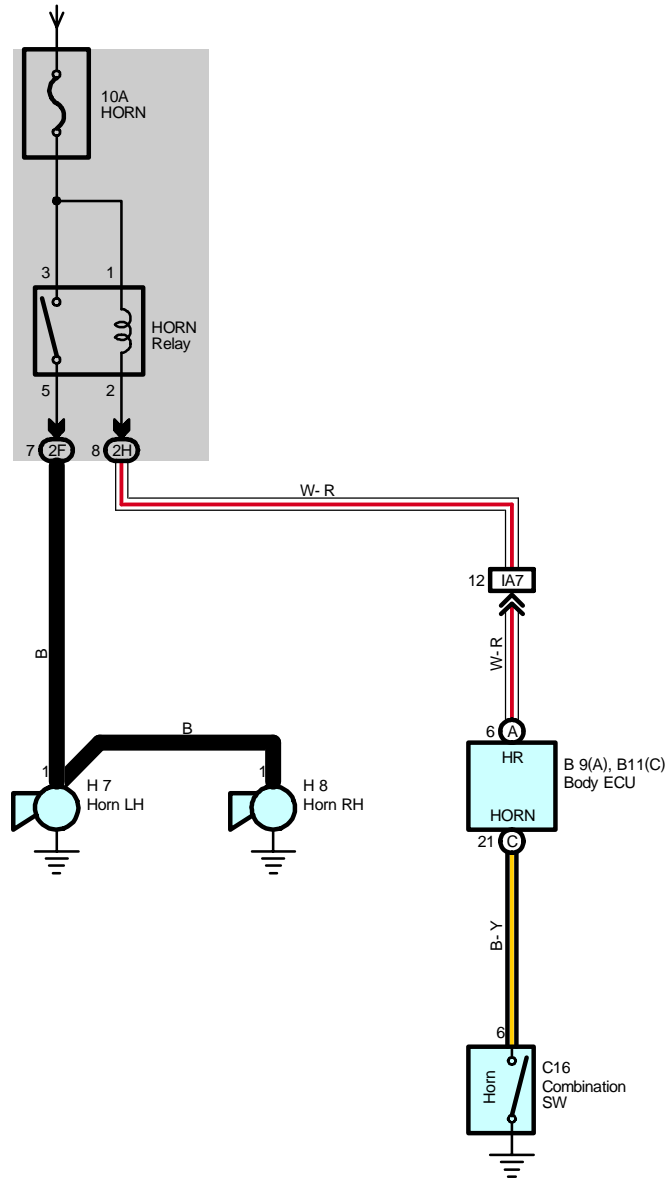 10A
HORN
3
1
HORN
Relay
5
2
7
2F
8
2H
W- R
12
IA7
B
W- R
B
6
A
HR
B 9(A), B11(C)
Body ECU
1
H 7
Horn LH
1
H 8
Horn RH
HORN
21
C
B- Y
6
Horn
C16
Combination
SW